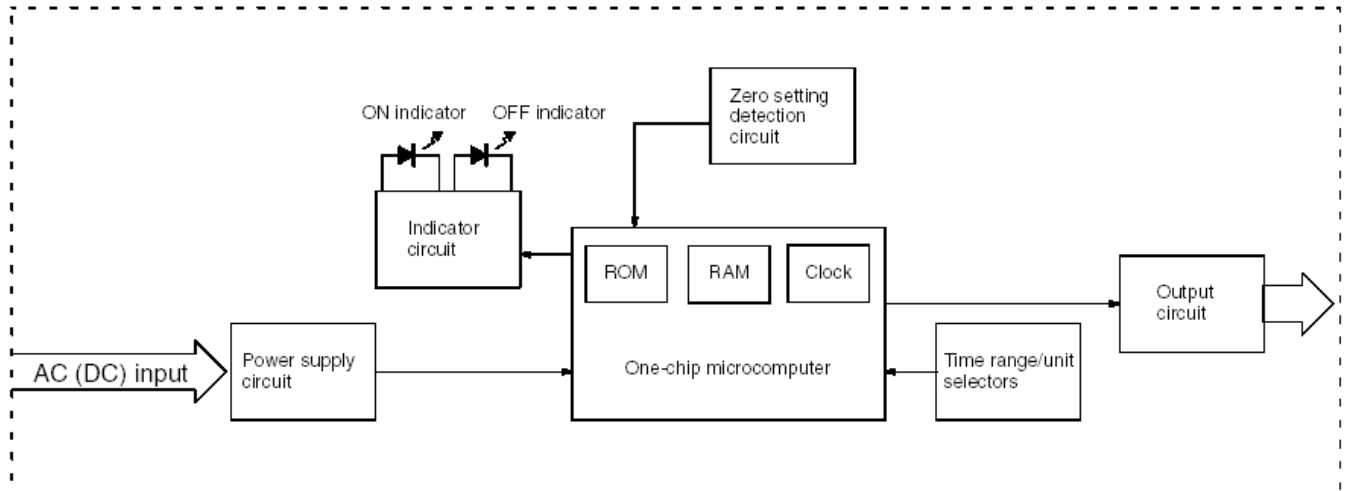 ON indicator
OFF indicator
Zero setting
detection
circuit
Indicator
circuit
ROM
RAM
Clock
Output
circuit
AC (DC) input
Power supply
circuit
One-chip microcomputer
Time range/unit
selectors